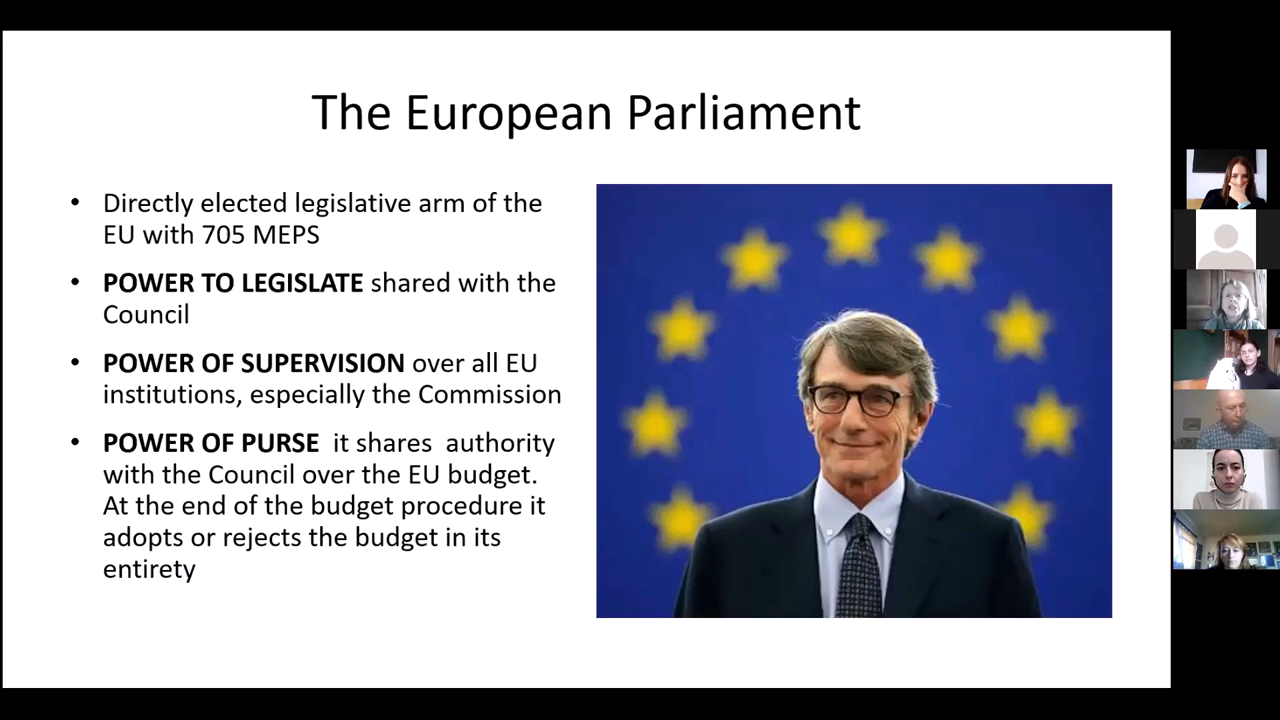 The European Parliament
• Directly elected legislative arm of the
EU with 705 MEPS
• POWER TO LEGISLATE shared with the
Council
• POWER OF SUPERVISION over all EU
institutions, especially the Commission
• POWER OF PURSE  it shares  authority
with the Council over the EU budget.
At the end of the budget procedure it
adopts or rejects the budget in its
entirety